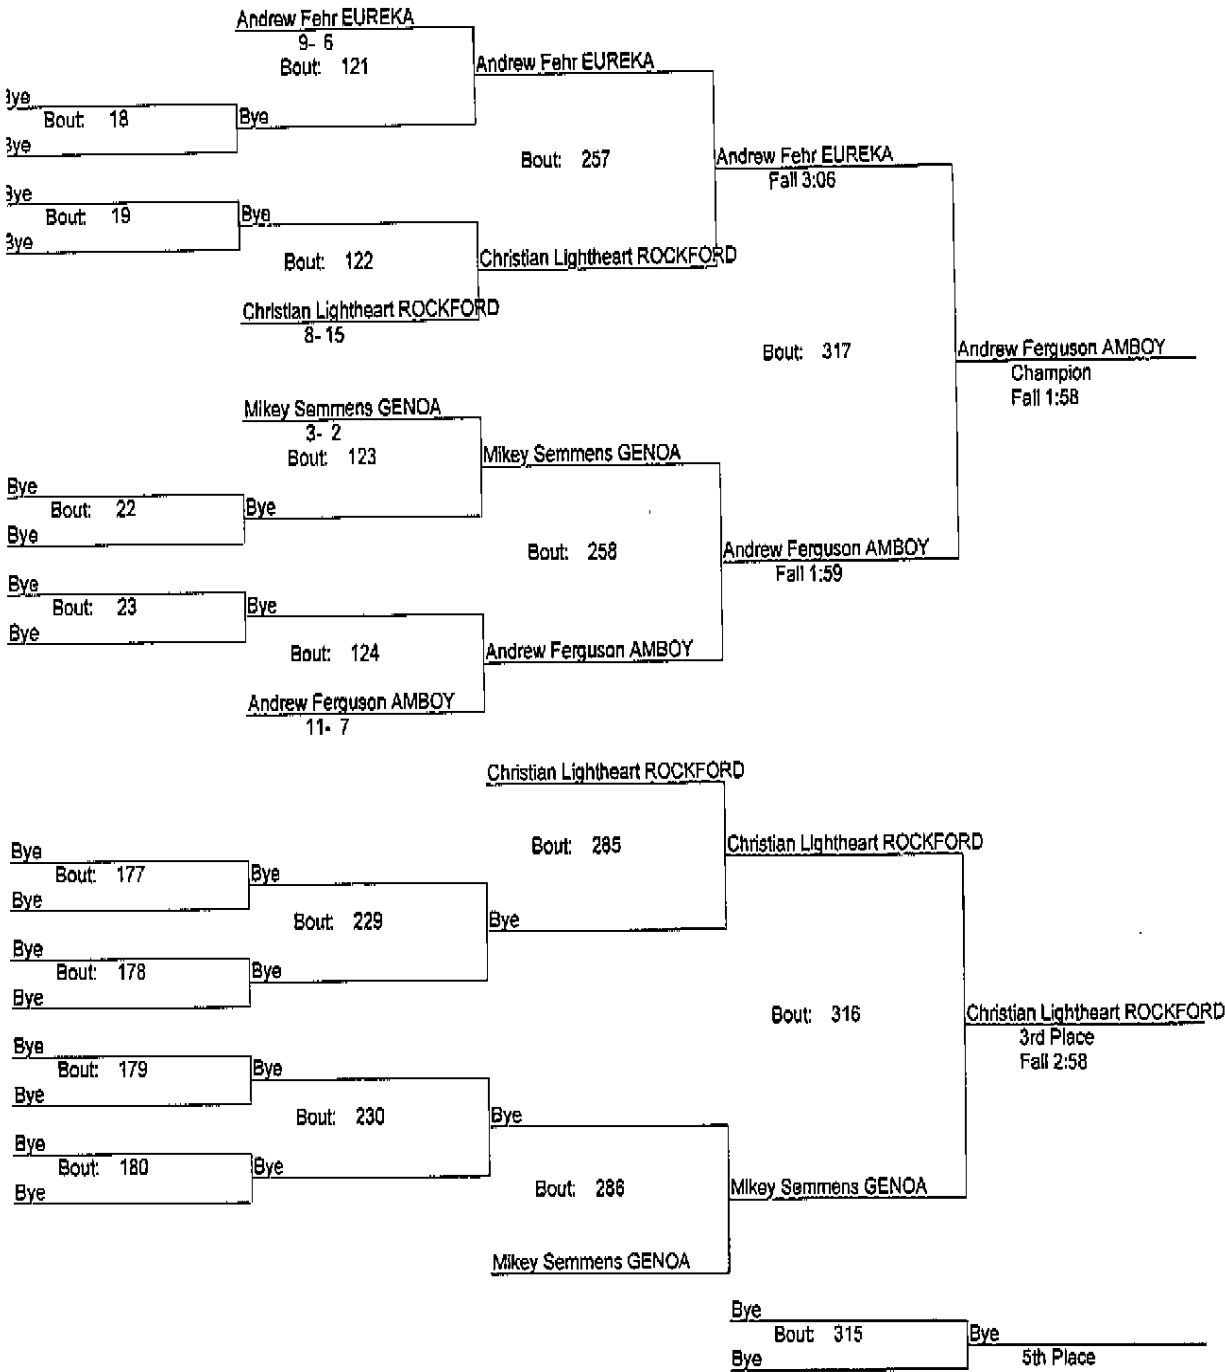 Andrew Fehr EUREKA
9- 6
Bout: 121
Andrew Fehr EUREKA
Bye
Bout: 18
Bye
Bye
Bout: 257
Andrew Fehr EUREKA
Fall 3:06
Bye
Bout: 19
Bye
Bye
Bout: 122
Christian Lightheart ROCKFORD
Christian Lightheart ROCKFORD
8- 15
Bout: 317
Andrew Ferguson AMBOY
Champion
Fall 1:58
Mikey Semmens GENOA
3- 2
Bout: 123
Mikey Semmens GENOA
Bye
Bout: 22
Bye
Bye
Bout: 258
Andrew Ferguson AMBOY
Fall 1:59
Bye
Bout: 23
Bye
Bye
Bout: 124
Andrew Ferguson AMBOY
Andrew Ferguson AMBOY
11- 7
Christian Lightheart ROCKFORD
Bout: 285
Christian Lightheart ROCKFORD
Bye
Bout: 177
Bye
Bye
Bout: 229
Bye
Bye
Bout: 178
Bye
Bye
Bout: 316
Christian Lightheart ROCKFORD
3rd Place
Fall 2:58
Bye
Bout: 179
Bye
Bye
Bout: 230
Bye
Bye
Bout: 180
Bye
Bye
Bout: 286
Mikey Semmens GENOA
Mikey Semmens GENOA
Bye
Bout: 315
Bye
Bye
5th Place